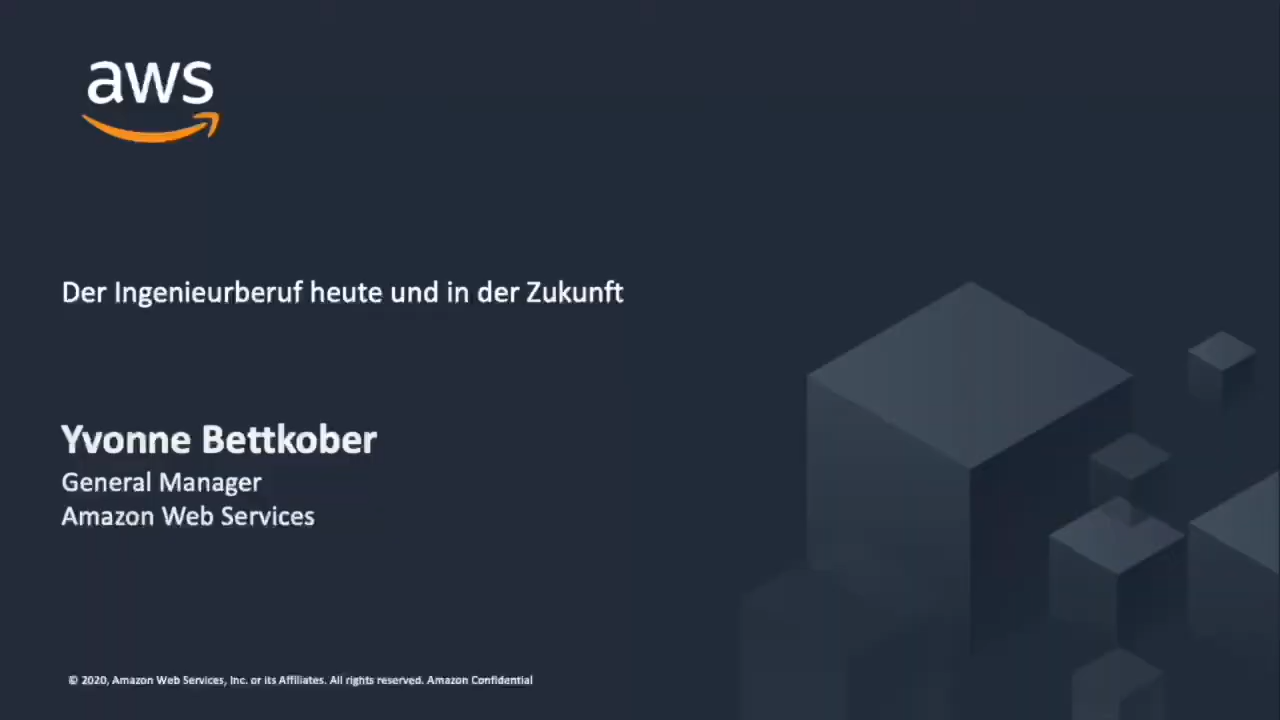 aws
Der Ingenieurberuf heute und in der Zukunft
Yvonne Bettkober
General Manager
Amazon Web Services
© 2020, Amazon Web Services, Inc. or its Affiliates. All rights reserved. Amazon Confidential